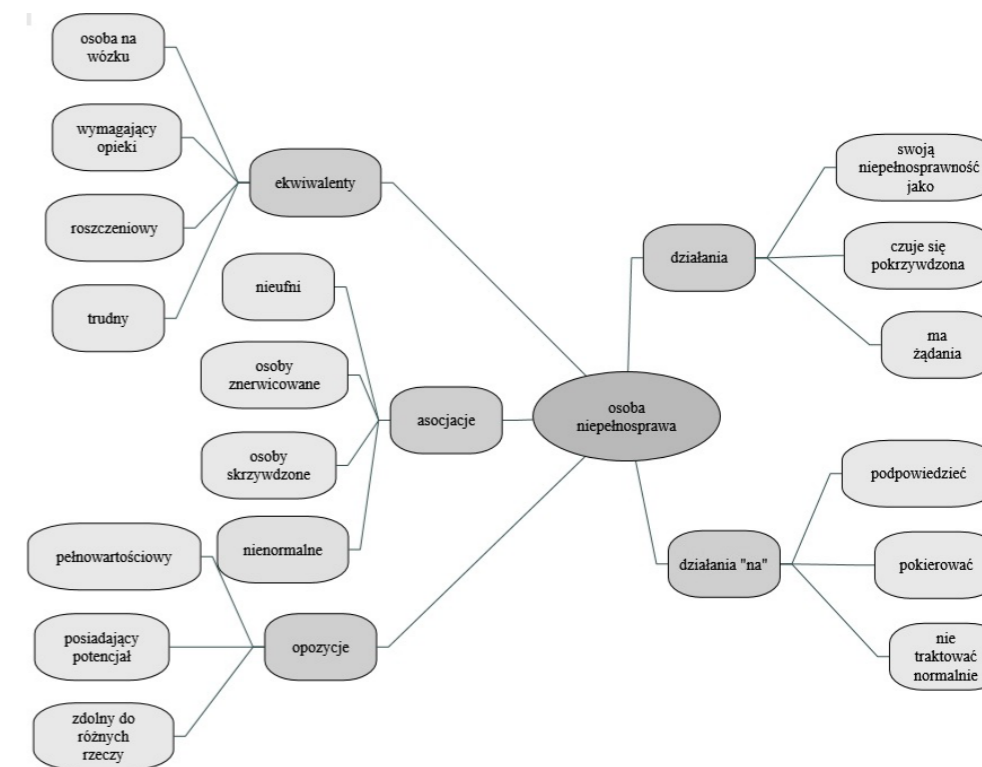 osoba na
wózku
wymagający
opieki
roszczeniowy
trudny
ekwiwalenty
nieufni
osoby
znerwicowane
osoby
skrzywdzone
nienormalne
asocjacje
pełnowartościowy
posiadający
potencjał
zdolny do
różnych
rzeczy
opozycje
osoba
niepełnosprawa
działania
swoją
niepełnosprawność
jako
czuje się
pokrzywdzona
ma
żądania
działania "na"
podpowiedzieć
pokierować
nie
traktować
normalnie